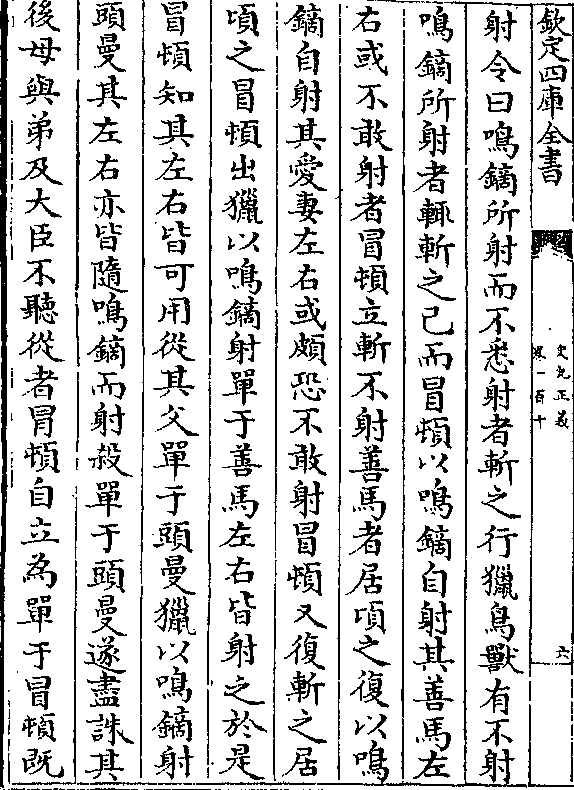 欽定四庫全書
史記正義
卷一百十
六
射令曰鳴鏑所射而不悉射者斬之行獵鳥獸有不射
鳴鏑所射者輒斬之已而冒頓以鳴鏑自射其善馬左
右或不敢射者冒頓立斬不射善馬者居頃之復以鳴
鏑自射其愛妻左右或頗恐不敢射冒頓又復斬之居
頃之冒頓出獵以鳴鏑射單于善馬左右皆射之於是
冒頓知其左右皆可用從其父單于頭曼獵以鳴鏑射
頭曼其左右亦皆隨鳴鏑而射殺單于頭曼遂盡誅其
後母與弟及大臣不聽從者冒頓自立為單于冒頓既